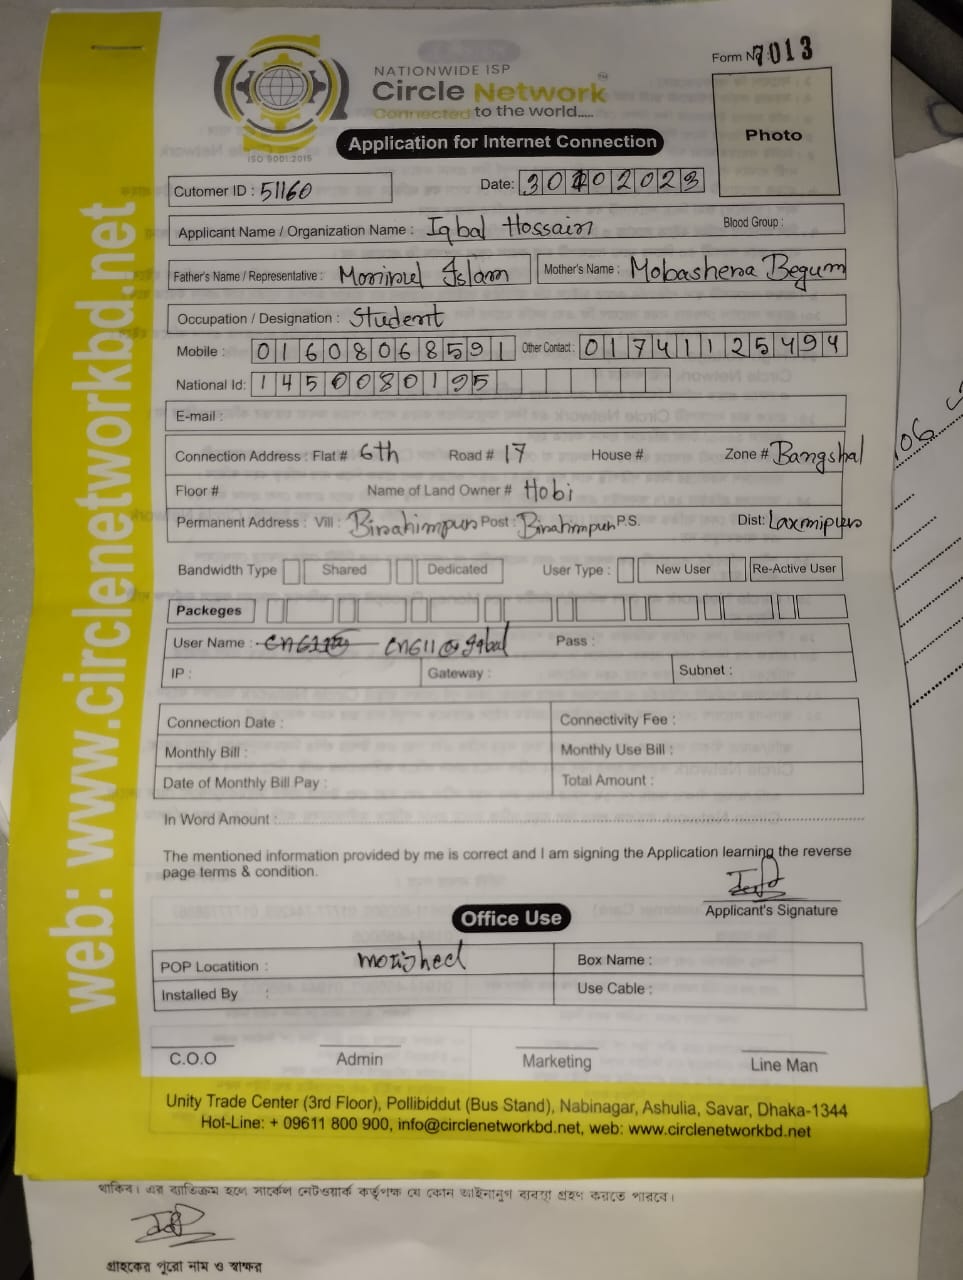 web: www.circlenetworkbd.net
NATIONWIDE ISP
Circle Network™
Connected to the world.....
ISO 9001:2015
Application for Internet Connection
Form No 7013
Photo
Cutomer ID : 51160
Date: 30102023
Applicant Name / Organization Name : Iqbal Hossain Blood Group :
Father's Name / Representative : Mominul Islam Mother's Name : Mobashera Begum
Occupation / Designation : Student
Mobile : 01608068591 Other Contact : 01741125494
National Id: 1450080195
E-mail :
Connection Address : Flat # 6th Road # 17 House # Zone # Bangshal
Floor # Name of Land Owner # Hobi
Permanent Address : Vill : Birahimpur Post : Birahimpur P.S. Dist: Laxmipur
Bandwidth Type Shared Dedicated User Type : New User Re-Active User
Packeges
User Name : CN611@Iqbal Pass :
IP : Gateway : Subnet :
Connection Date : Connectivity Fee :
Monthly Bill : Monthly Use Bill :
Date of Monthly Bill Pay : Total Amount :
In Word Amount :
The mentioned information provided by me is correct and I am signing the Application learning the reverse
page terms & condition.
Applicant's Signature
Office Use
POP Locatition : morshed Box Name :
Installed By : Use Cable :
C.O.O Admin Marketing Line Man
Unity Trade Center (3rd Floor), Pollibiddut (Bus Stand), Nabinagar, Ashulia, Savar, Dhaka-1344
Hot-Line: + 09611 800 900, info@circlenetworkbd.net, web: www.circlenetworkbd.net
থাকিব। এর ব্যতিক্রম হলে সার্কেল নেটওয়ার্ক কর্তৃপক্ষ যে কোন আইনানুগ ব্যবস্থা গ্রহণ করতে পারবে।
গ্রাহকের পুরো নাম ও স্বাক্ষর
06